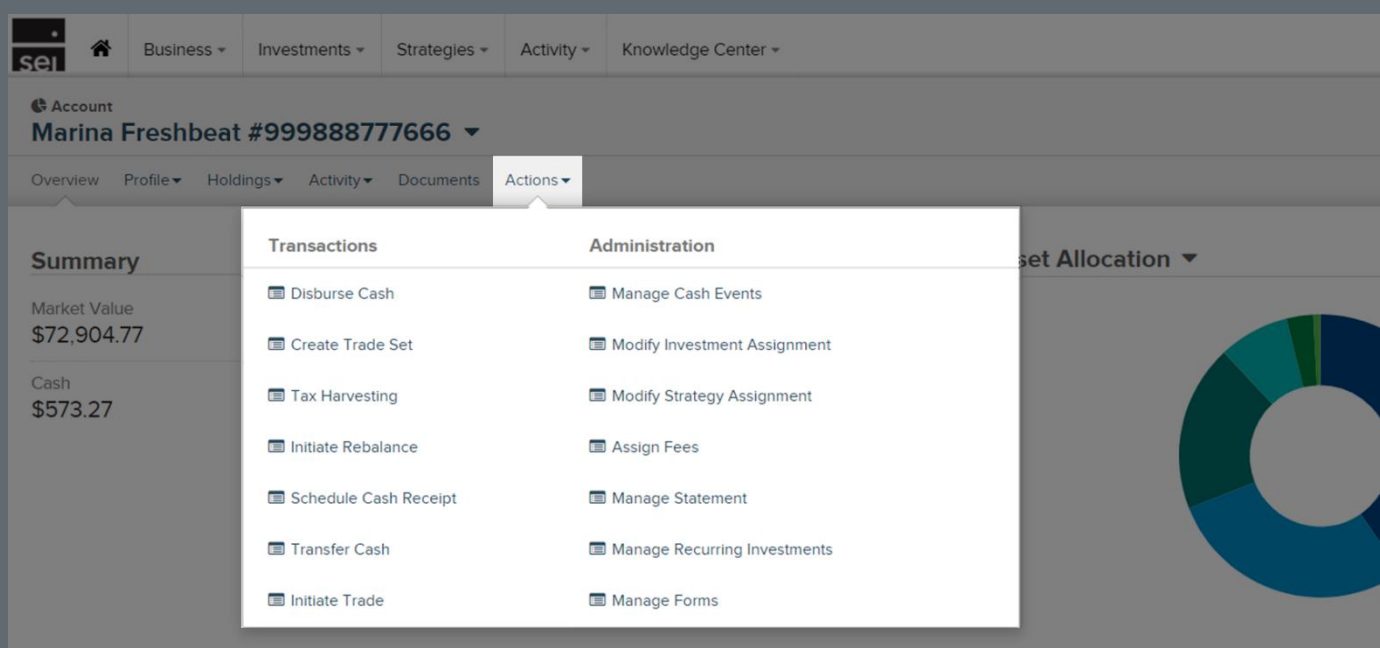 sei
Business
Investments
Strategies
Activity
Knowledge Center
Account
Marina Freshbeat #999888777666
Overview
Profile
Holdings
Activity
Documents
Actions
Summary
Market Value
$72,904.77
Cash
$573.27
Transactions
Disburse Cash
Create Trade Set
Tax Harvesting
Initiate Rebalance
Schedule Cash Receipt
Transfer Cash
Initiate Trade
Administration
Manage Cash Events
Modify Investment Assignment
Modify Strategy Assignment
Assign Fees
Manage Statement
Manage Recurring Investments
Manage Forms
set Allocation